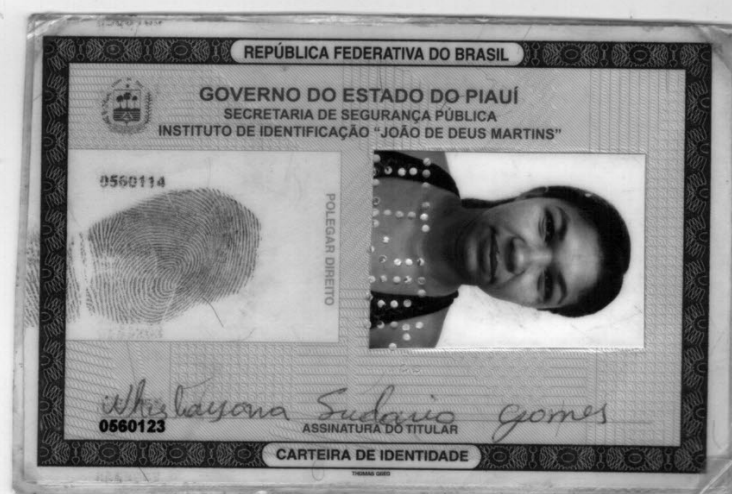 REPÚBLICA FEDERATIVA DO BRASIL
GOVERNO DO ESTADO DO PIAUÍ
SECRETARIA DE SEGURANÇA PÚBLICA
INSTITUTO DE IDENTIFICAÇÃO "JOÃO DE DEUS MARTINS"
0560114
POLEGAR DIREITO
Sudario Gomes
0560123
ASSINATURA DO TITULAR
CARTEIRA DE IDENTIDADE